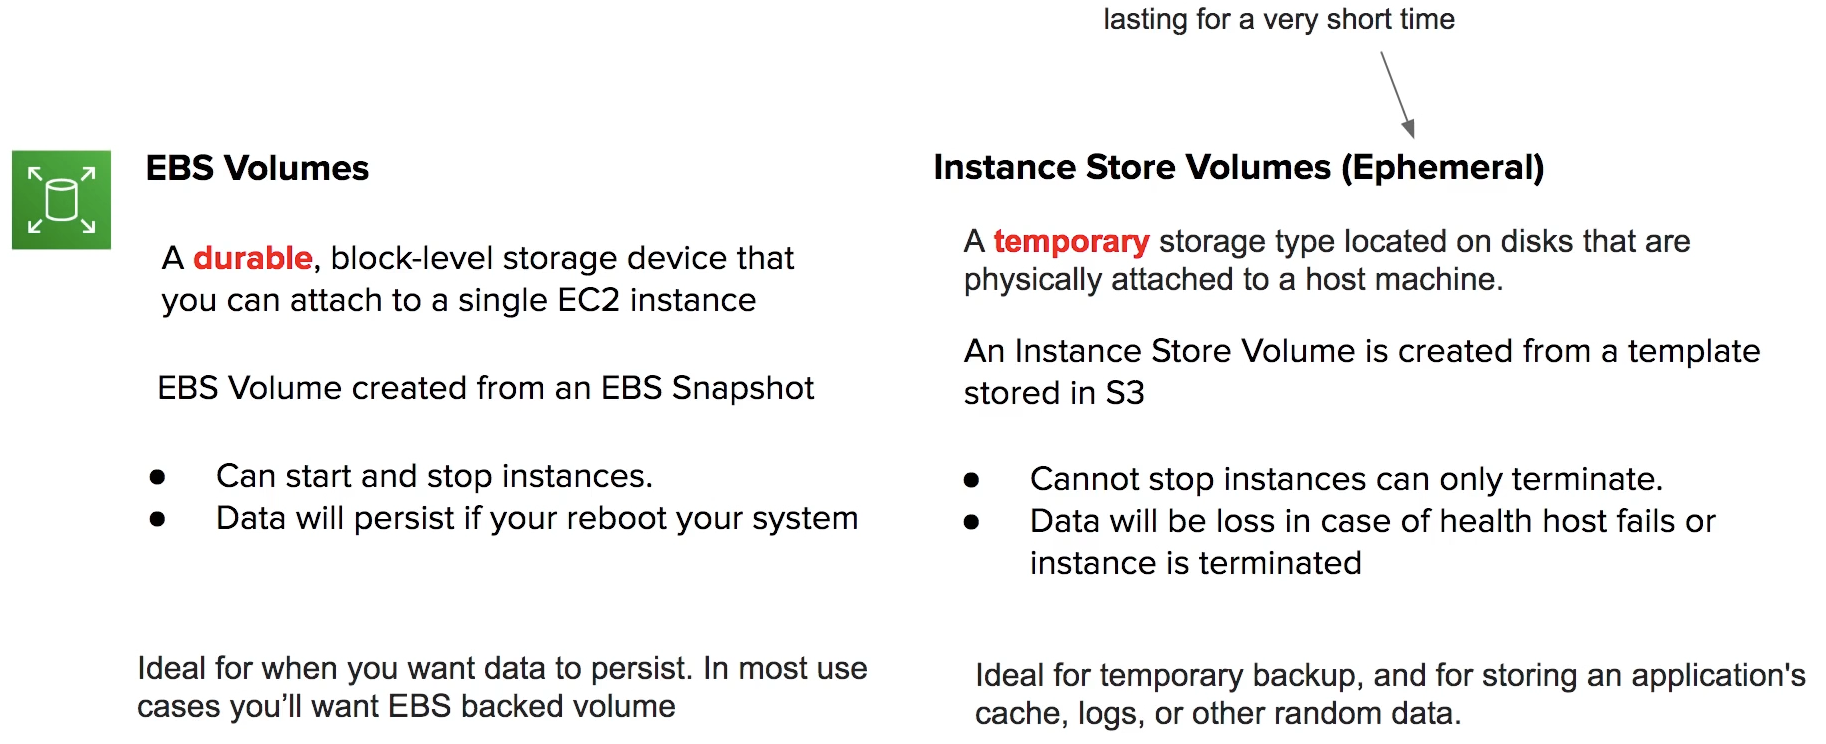 lasting for a very short time
EBS Volumes
A durable, block-level storage device that
you can attach to a single EC2 instance
EBS Volume created from an EBS Snapshot
● Can start and stop instances.
● Data will persist if your reboot your system
Ideal for when you want data to persist. In most use
cases you’ll want EBS backed volume
Instance Store Volumes (Ephemeral)
A temporary storage type located on disks that are
physically attached to a host machine.
An Instance Store Volume is created from a template
stored in S3
● Cannot stop instances can only terminate.
● Data will be loss in case of health host fails or
instance is terminated
Ideal for temporary backup, and for storing an application's
cache, logs, or other random data.